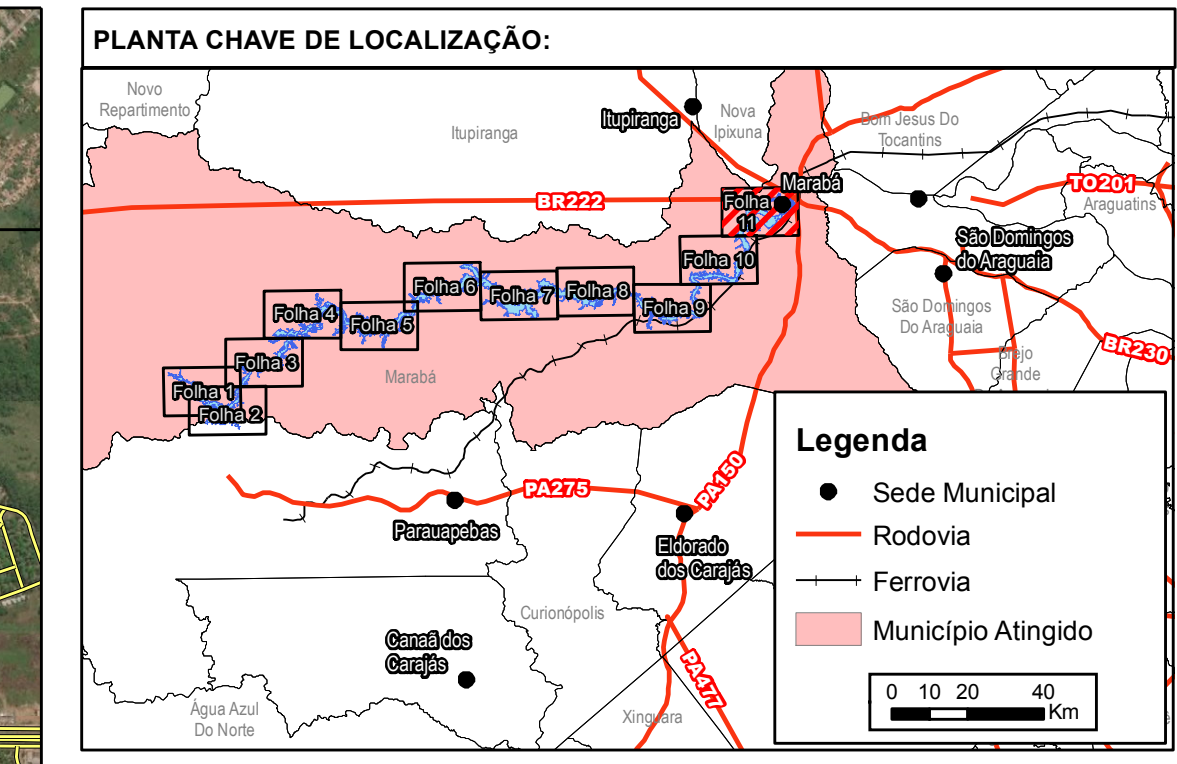 PLANTA CHAVE DE LOCALIZAÇÃO:
Novo
Repartimento
Itupiranga
Itupiranga
Nova
Ipixuna
Bom Jesus Do
Tocantins
Marabá
TO201
Araguatins
BR222
Folha
11
São Domingos
do Araguaia
Folha 10
Folha 6
Folha 7
Folha 8
Folha 9
Folha 4
Folha 5
São Domingos
Do Araguaia
BR230
Brejo
Grande
Folha 3
Marabá
Folha 1
Folha 2
PA150
PA275
Parauapebas
Eldorado
dos Carajás
Curionópolis
Canaã dos
Carajás
PA477
Água Azul
Do Norte
Xinguara
Legenda
Sede Municipal
Rodovia
Ferrovia
Município Atingido
0 10 20 40
Km